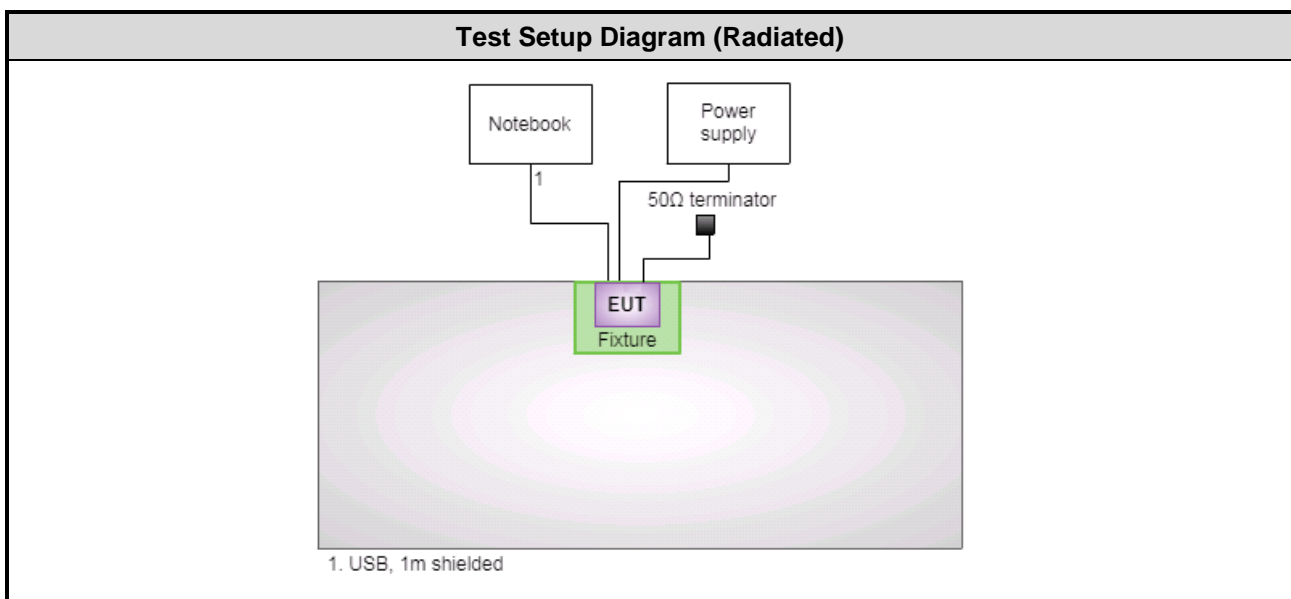 Test Setup Diagram (Radiated)
Notebook
Power
supply
1
50Ω terminator
EUT
Fixture
1. USB, 1m shielded